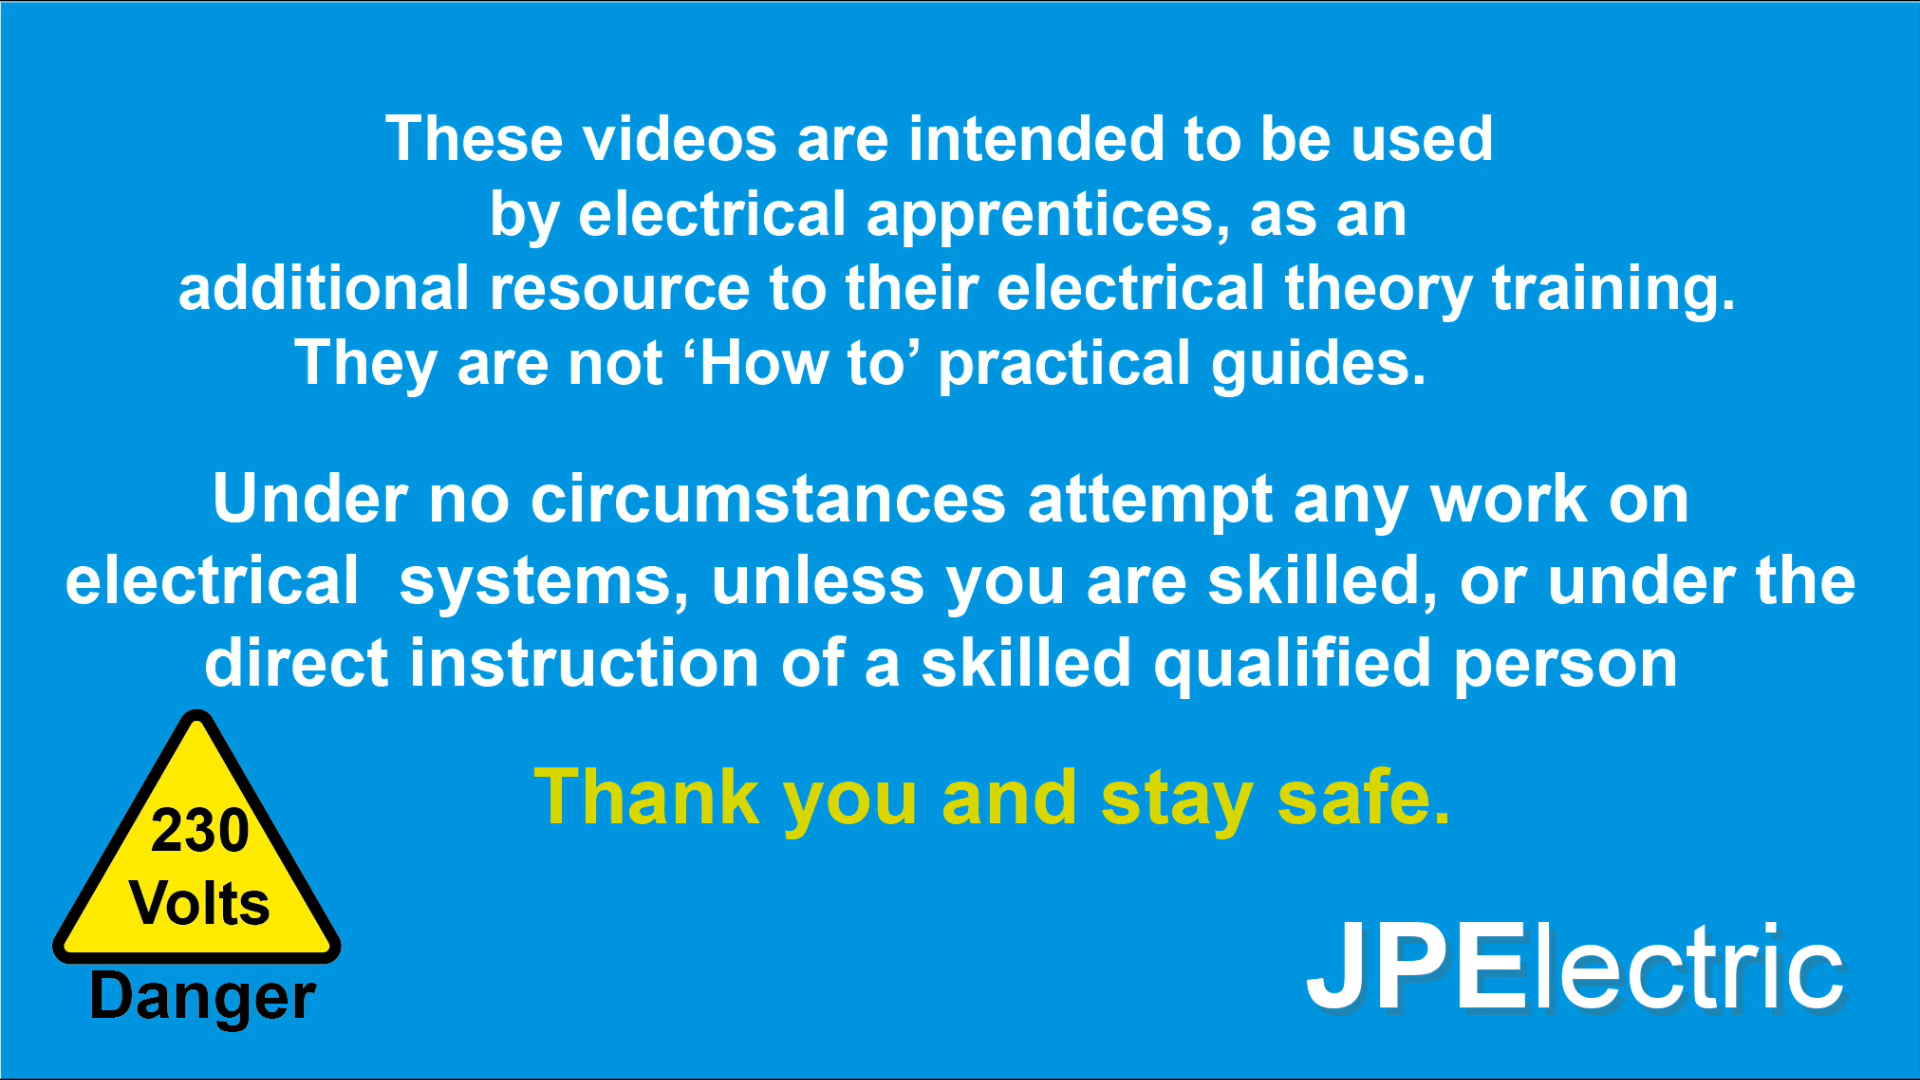 These videos are intended to be used
by electrical apprentices, as an
additional resource to their electrical theory training.
They are not ‘How to’ practical guides.
Under no circumstances attempt any work on
electrical  systems, unless you are skilled, or under the
direct instruction of a skilled qualified person
Thank you and stay safe.
230
Volts
Danger
JPElectric